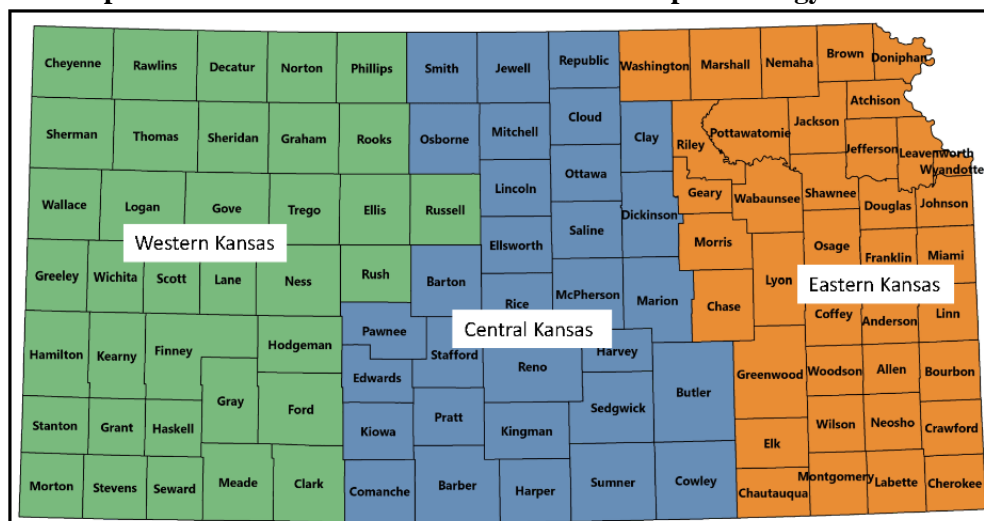 Cheyenne Rawlins Decatur Norton Phillips Smith Jewell Republic Washington Marshall Nemaha Brown Doniphan
Atchison
Sherman Thomas Sheridan Graham Rooks Osborne Mitchell Cloud Clay Riley Pottawatomie Jackson Jefferson Leavenworth
Wyandotte
Wallace Logan Gove Trego Ellis Russell Lincoln Ottawa Dickinson Geary Wabaunsee Shawnee Douglas Johnson
Western Kansas
Greeley Wichita Scott Lane Ness Rush Barton Ellsworth Saline Morris Lyon Osage Franklin Miami
Eastern Kansas
Rice McPherson Marion Chase Coffey Anderson Linn
Central Kansas
Hamilton Kearny Finney Hodgeman Pawnee Stafford Reno Harvey
Edwards Butler Greenwood Woodson Allen Bourbon
Stanton Grant Haskell Gray Ford Kiowa Pratt Kingman Sedgwick Wilson Neosho Crawford
Elk
Morton Stevens Seward Meade Clark Comanche Barber Harper Sumner Cowley Chautauqua Montgomery Labette Cherokee